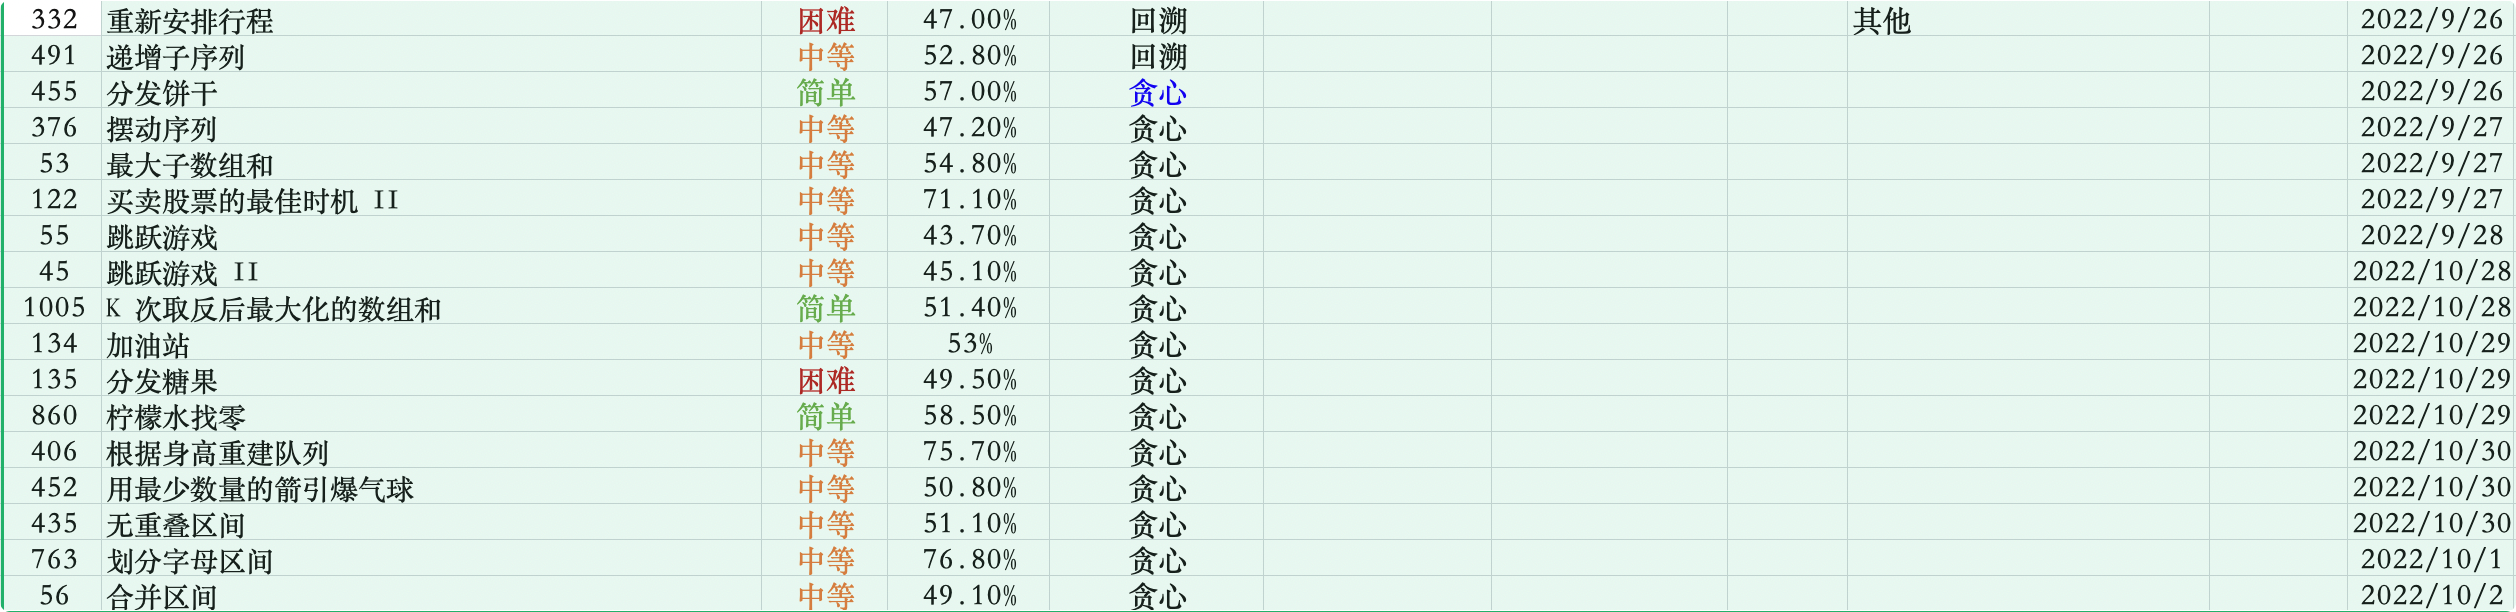 332 重新安排行程 困难 47.00% 回溯 其他 2022/9/26
491 递增子序列 中等 52.80% 回溯 2022/9/26
455 分发饼干 简单 57.00% 贪心 2022/9/26
376 摆动序列 中等 47.20% 贪心 2022/9/27
53 最大子数组和 中等 54.80% 贪心 2022/9/27
122 买卖股票的最佳时机 II 中等 71.10% 贪心 2022/9/27
55 跳跃游戏 中等 43.70% 贪心 2022/9/28
45 跳跃游戏 II 中等 45.10% 贪心 2022/10/28
1005 K 次取反后最大化的数组和 简单 51.40% 贪心 2022/10/28
134 加油站 中等 53% 贪心 2022/10/29
135 分发糖果 困难 49.50% 贪心 2022/10/29
860 柠檬水找零 简单 58.50% 贪心 2022/10/29
406 根据身高重建队列 中等 75.70% 贪心 2022/10/30
452 用最少数量的箭引爆气球 中等 50.80% 贪心 2022/10/30
435 无重叠区间 中等 51.10% 贪心 2022/10/30
763 划分字母区间 中等 76.80% 贪心 2022/10/1
56 合并区间 中等 49.10% 贪心 2022/10/2